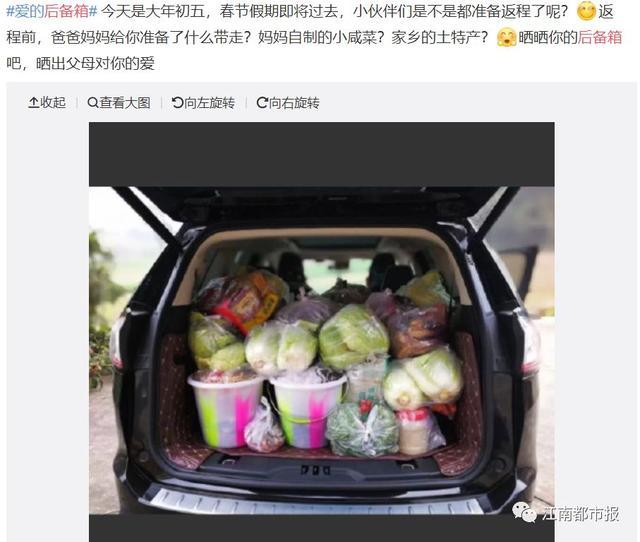 #爱的后备箱# 今天是大年初五，春节假期即将过去，小伙伴们是不是都准备返程了呢？返
程前，爸爸妈妈给你准备了什么带走？妈妈自制的小咸菜？家乡的土特产？晒晒你的后备箱
吧，晒出父母对你的爱
收起 查看大图 向左旋转 向右旋转
江南都市报